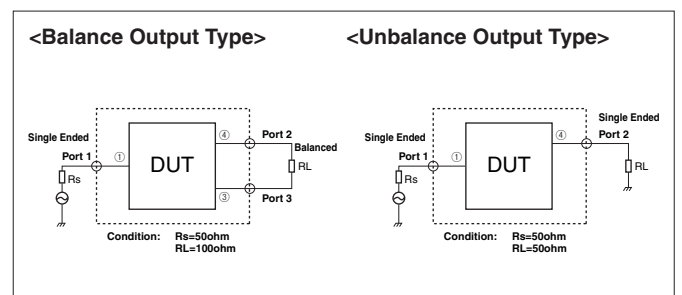 <Balance Output Type>
Single Ended
Port 1
①
Rs
DUT
④
Port 2
Balanced
RL
③
Port 3
Condition: Rs=50ohm
RL=100ohm
<Unbalance Output Type>
Single Ended
Port 1
①
Rs
DUT
④
Single Ended
Port 2
RL
Condition: Rs=50ohm
RL=50ohm